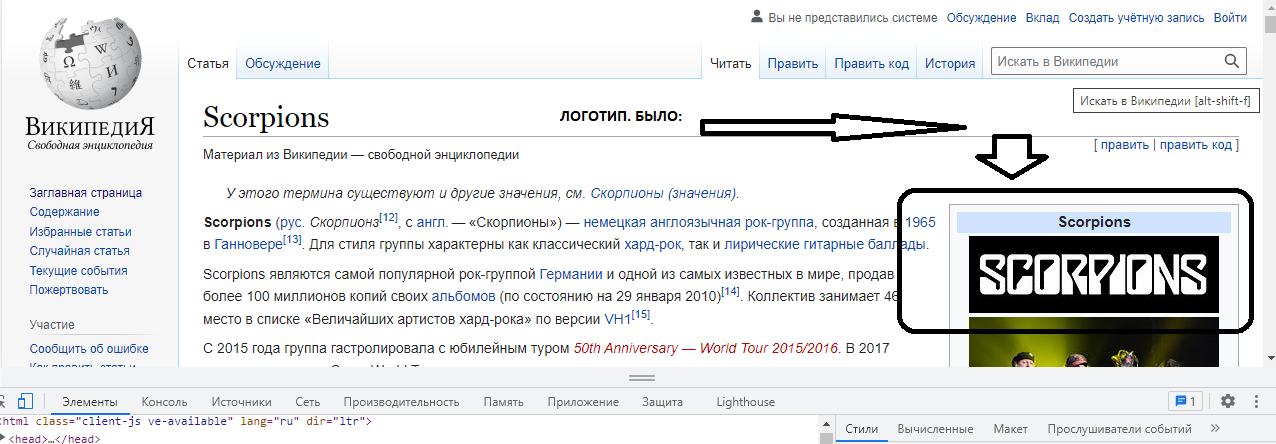 Вы не представились системе Обсуждение Вклад Создать учётную запись Войти
Статья Обсуждение Читать Править Править код История Искать в Википедии
Искать в Википедии [alt-shift-f]
ВИКИПЕДИЯ
Свободная энциклопедия
Заглавная страница
Содержание
Избранные статьи
Случайная статья
Текущие события
Пожертвовать
Участие
Сообщить об ошибке
Как править статьи
Scorpions
ЛОГОТИП. БЫЛО:
[ править | править код ]
Материал из Википедии — свободной энциклопедии
У этого термина существуют и другие значения, см. Скорпионы (значения).
Scorpions (рус. Скорпионз[12], с англ. — «Скорпионы») — немецкая англоязычная рок-группа, созданная в 1965
в Ганновере[13]. Для стиля группы характерны как классический хард-рок, так и лирические гитарные баллады.
Scorpions являются самой популярной рок-группой Германии и одной из самых известных в мире, продав
более 100 миллионов копий своих альбомов (по состоянию на 29 января 2010)[14]. Коллектив занимает 46
место в списке «Величайших артистов хард-рока» по версии VH1[15].
С 2015 года группа гастролировала с юбилейным туром 50th Anniversary — World Tour 2015/2016. В 2017
Scorpions
SCORPIONS
Элементы Консоль Источники Сеть Производительность Память Приложение Защита Lighthouse 1
<html class="client-js ve-available" lang="ru" dir="ltr">
<head>…</head>
Стили Вычисленные Макет Прослушиватели событий